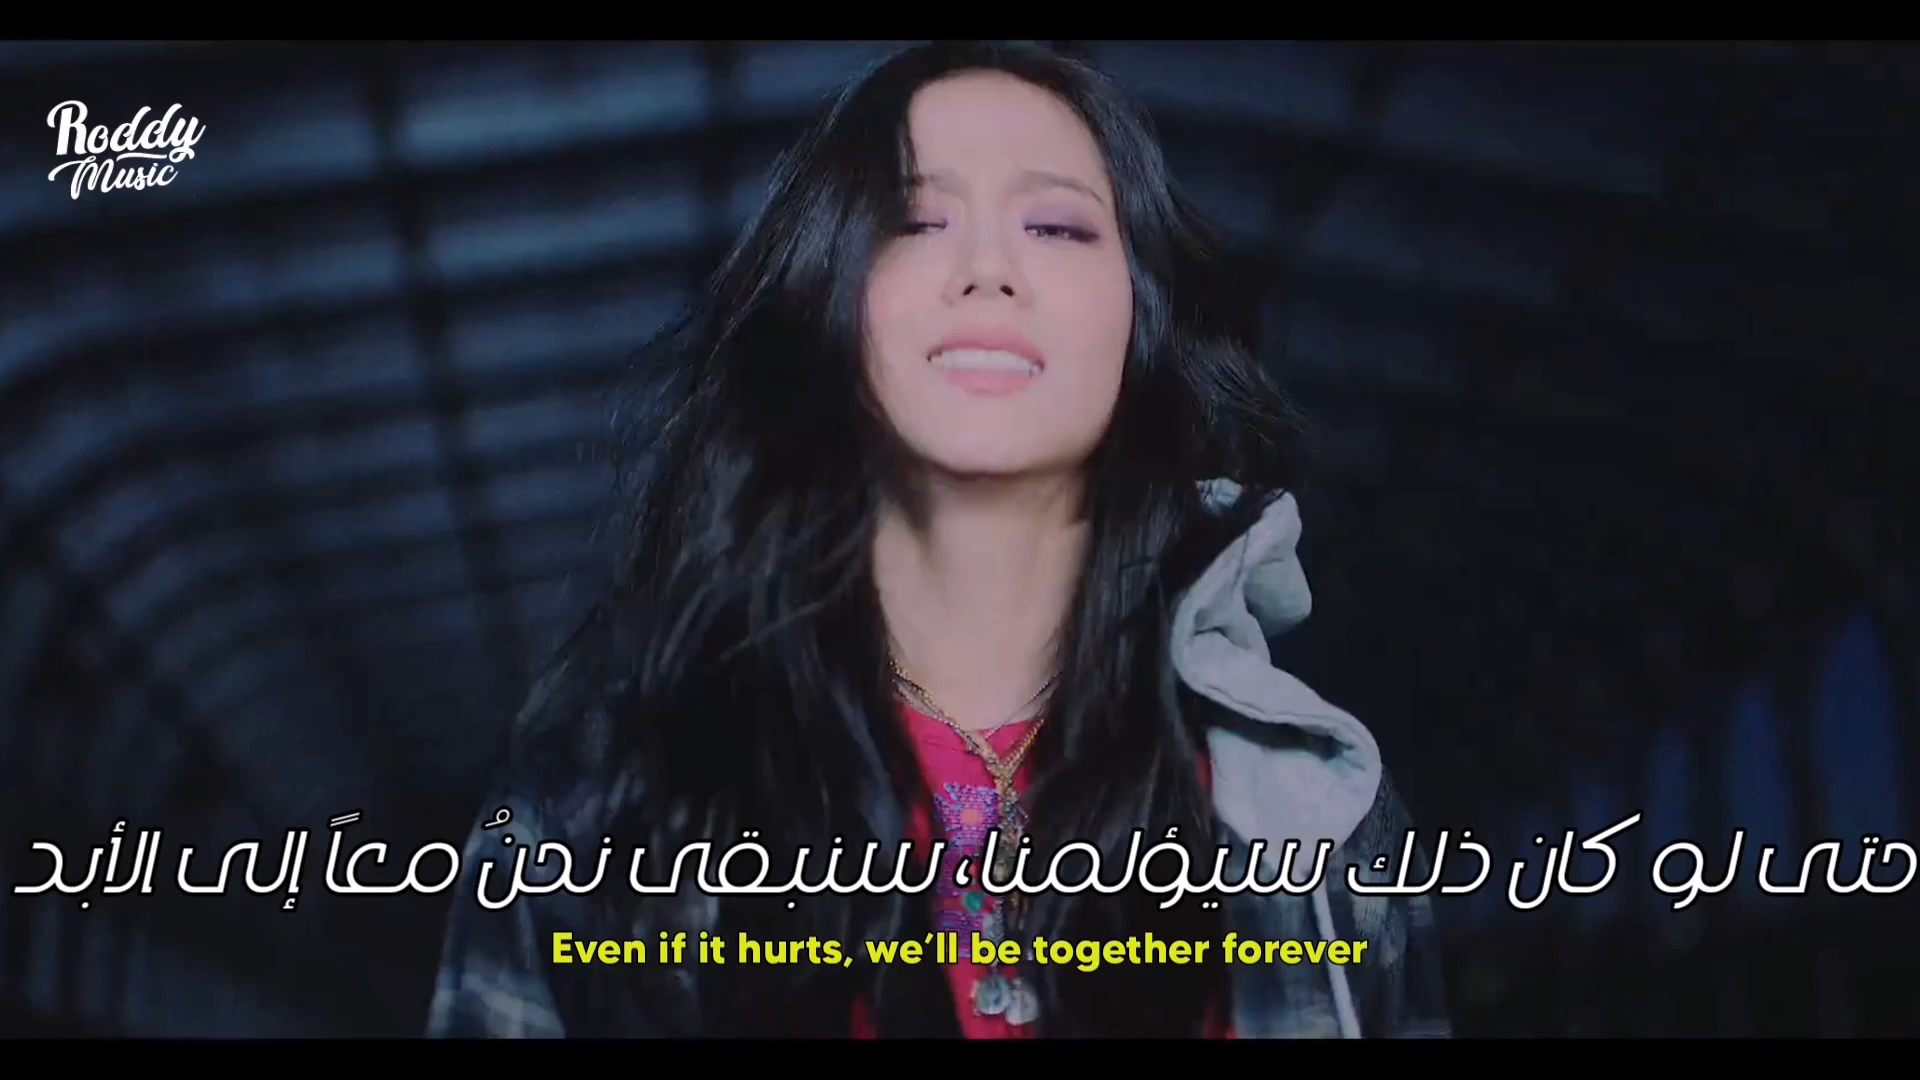 Roddy
Music
حتى لو كان ذلك سيؤلمنا، سنبقى نحنُ معاً إلى الأبد
Even if it hurts, we'll be together forever